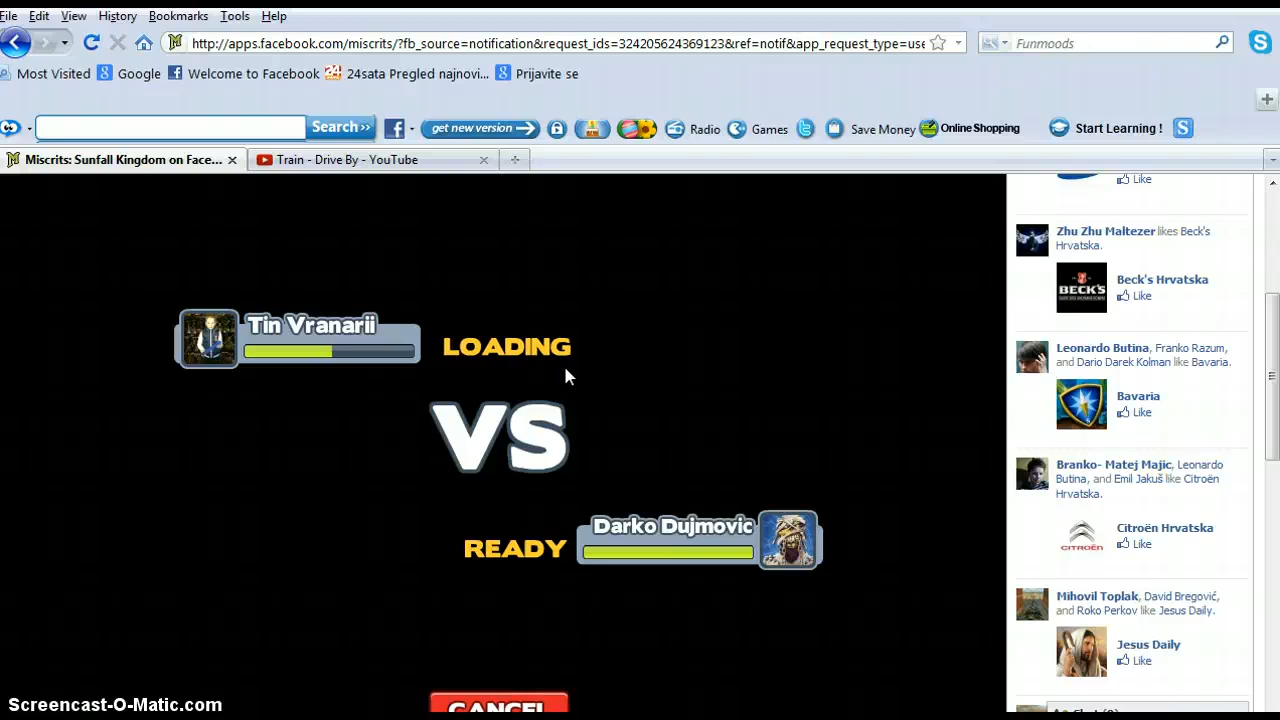 File Edit View History Bookmarks Tools Help
http://apps.facebook.com/miscrits/?fb_source=notification&request_ids=324205624369123&ref=notif&app_request_type=use
Funmoods
Most Visited Google Welcome to Facebook 24sata Pregled najnovi... Prijavite se
Search >> get new version Radio Games Save Money Online Shopping Start Learning !
Miscrits: Sunfall Kingdom on Face... Train - Drive By - YouTube
Like
Zhu Zhu Maltezer likes Beck's
Hrvatska.
BECK'S
Beck's Hrvatska
Like
Tin Vranarii
LOADING
VS
READY
Darko Dujmovic
CANCEL
Leonardo Butina, Franko Razum,
and Dario Darek Kolman like Bavaria.
Bavaria
Like
Branko- Matej Majic, Leonardo
Butina, and Emil Jakuš like Citroën
Hrvatska.
CITROËN
Citroën Hrvatska
Like
Mihovil Toplak, David Bregović,
and Roko Perkov like Jesus Daily.
Jesus Daily
Like
Screencast-O-Matic.com